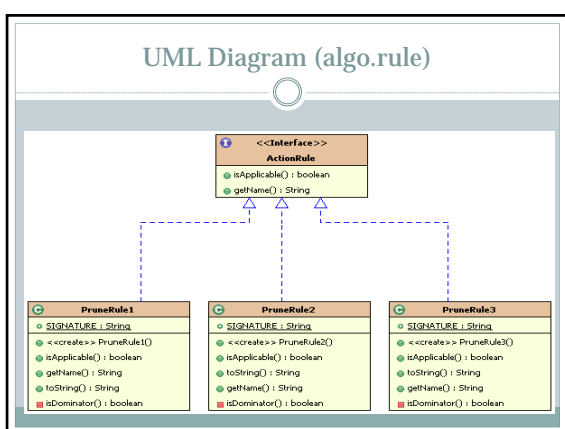 UML Diagram (algo.rule)
I <<Interface>>
ActionRule
isApplicable() : boolean
getName() : String
C PruneRule1
SIGNATURE : String
<<create>> PruneRule1()
isApplicable() : boolean
getName() : String
toString() : String
isDominator() : boolean
C PruneRule2
SIGNATURE : String
<<create>> PruneRule2()
isApplicable() : boolean
toString() : String
getName() : String
isDominator() : boolean
C PruneRule3
SIGNATURE : String
<<create>> PruneRule3()
isApplicable() : boolean
toString() : String
getName() : String
isDominator() : boolean